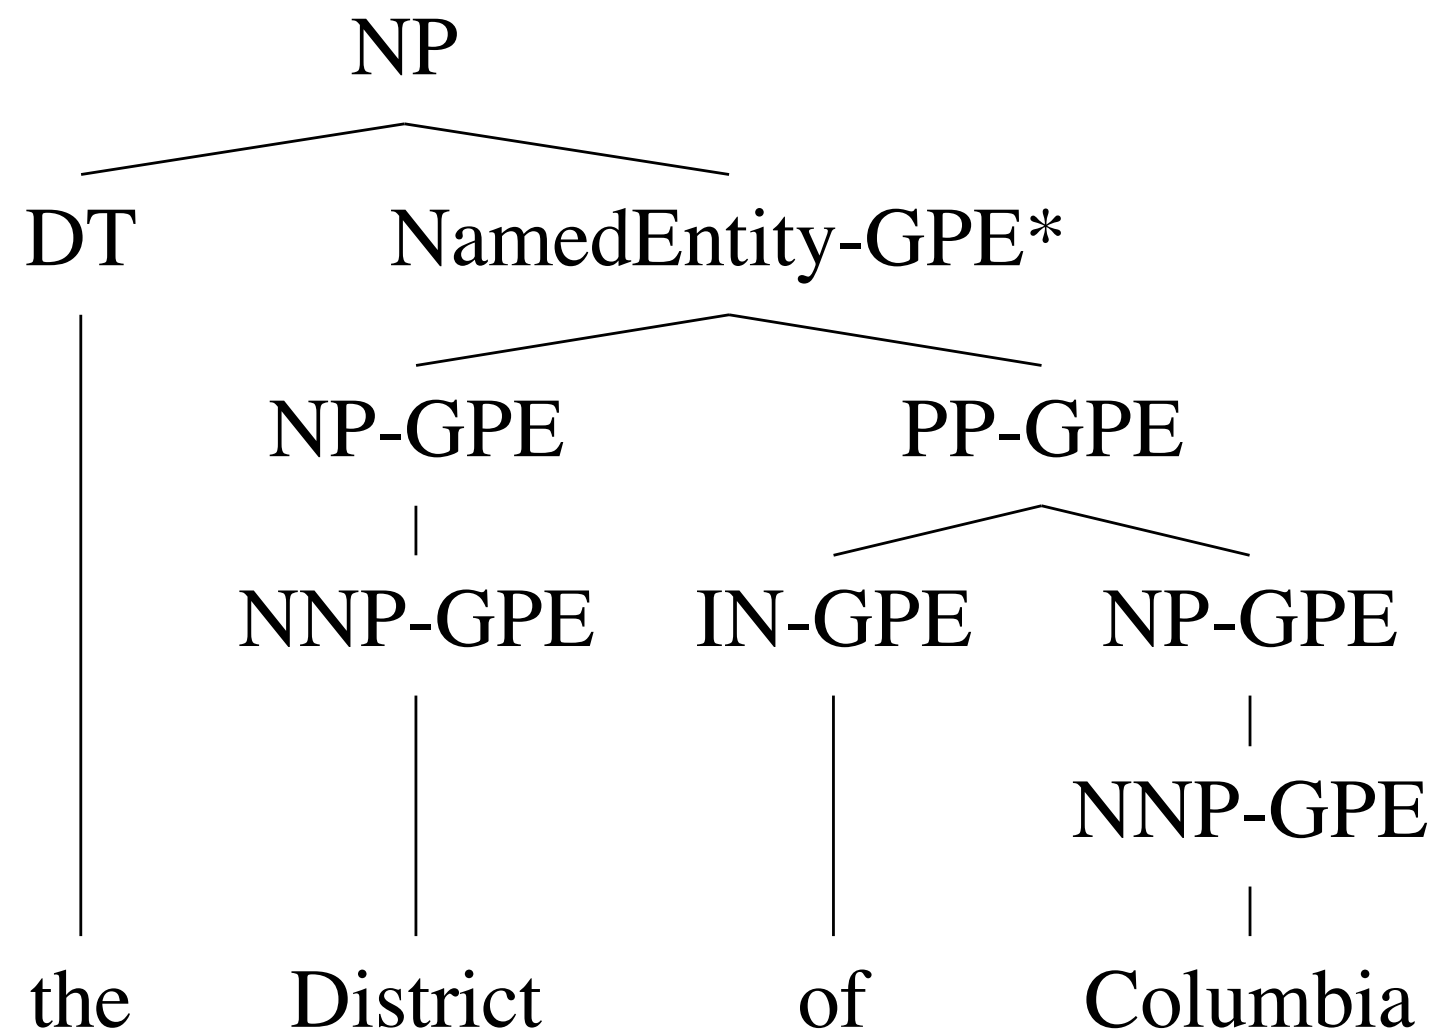 NP
DT NamedEntity-GPE*
NP-GPE PP-GPE
NNP-GPE IN-GPE NP-GPE
NNP-GPE
the District of Columbia